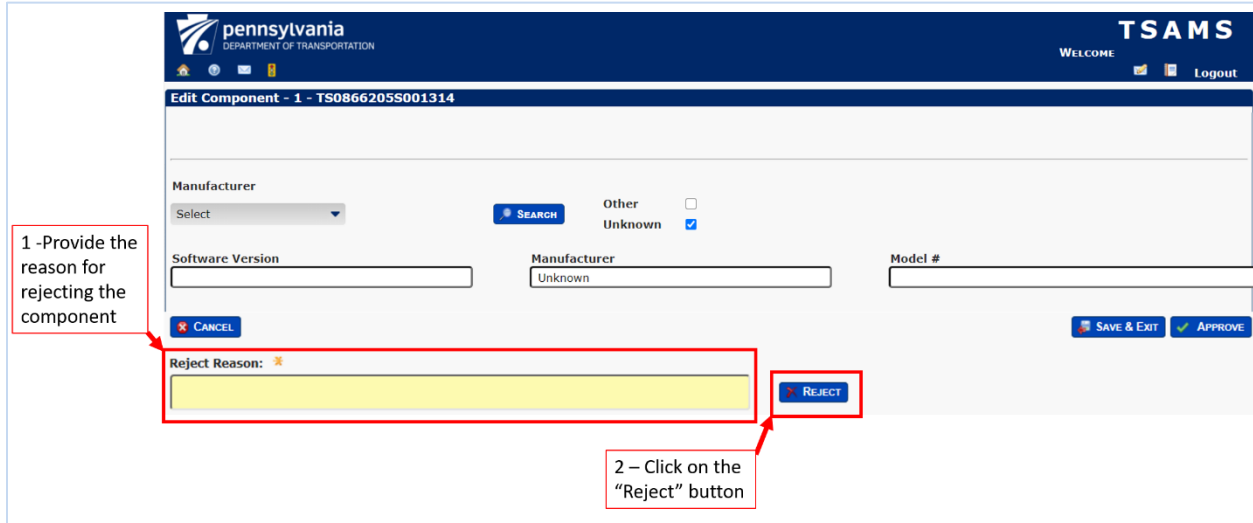 pennsylvania
DEPARTMENT OF TRANSPORTATION
TSAMS
WELCOME
Logout
Edit Component - 1 - TS0866205S001314
Manufacturer
Select
SEARCH
Other
Unknown
Software Version
Manufacturer
Model #
Unknown
1 -Provide the
reason for
rejecting the
component
CANCEL
SAVE & EXIT
APPROVE
Reject Reason: *
REJECT
2 – Click on the
“Reject” button